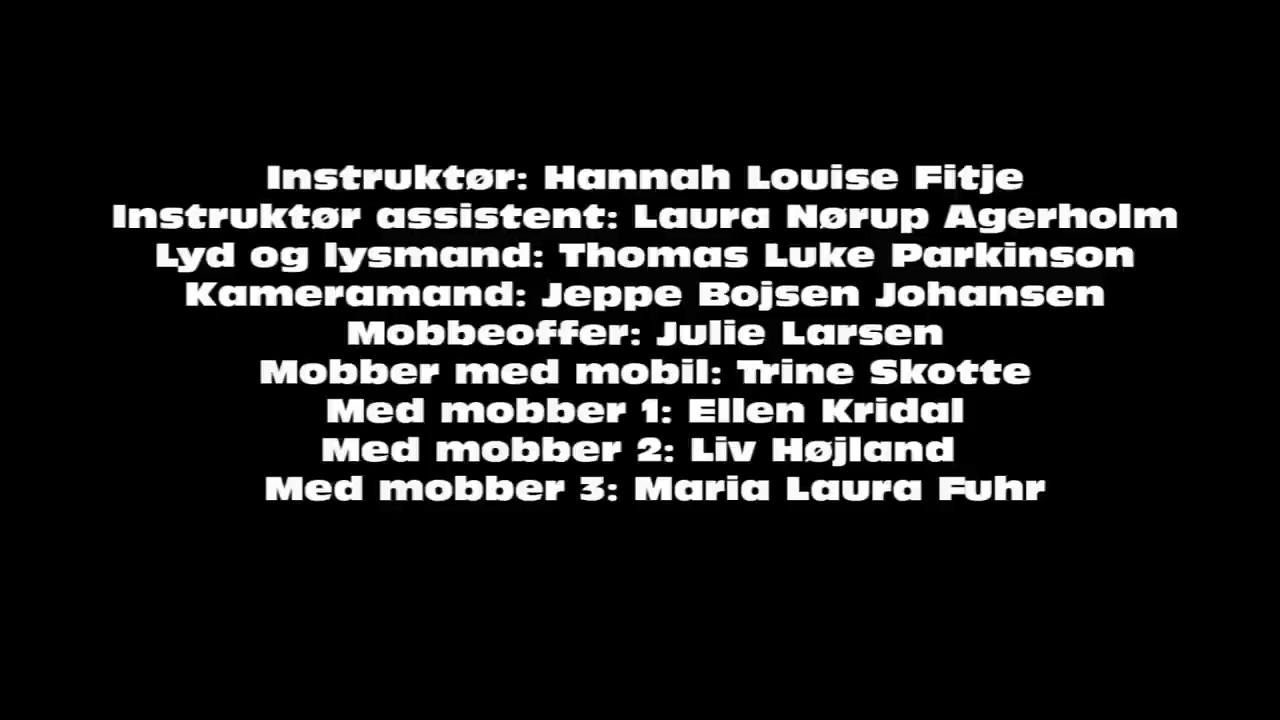 Instruktør: Hannah Louise Fitje
Instruktør assistent: Laura Nørup Agerholm
Lyd og lysmand: Thomas Luke Parkinson
Kameramand: Jeppe Bojsen Johansen
Mobbeoffer: Julie Larsen
Mobber med mobil: Trine Skotte
Med mobber 1: Ellen Kridal
Med mobber 2: Liv Højland
Med mobber 3: Maria Laura Fuhr